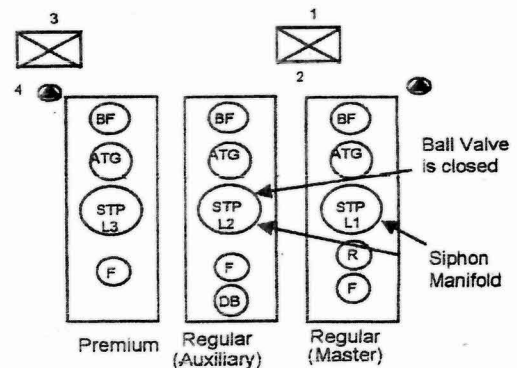 3
1
4
2
BF
BF
BF
ATG
ATG
ATG
Ball Valve
is closed
STP
L3
STP
L2
STP
L1
R
Siphon
Manifold
F
F
F
DB
Premium
Regular
(Auxiliary)
Regular
(Master)